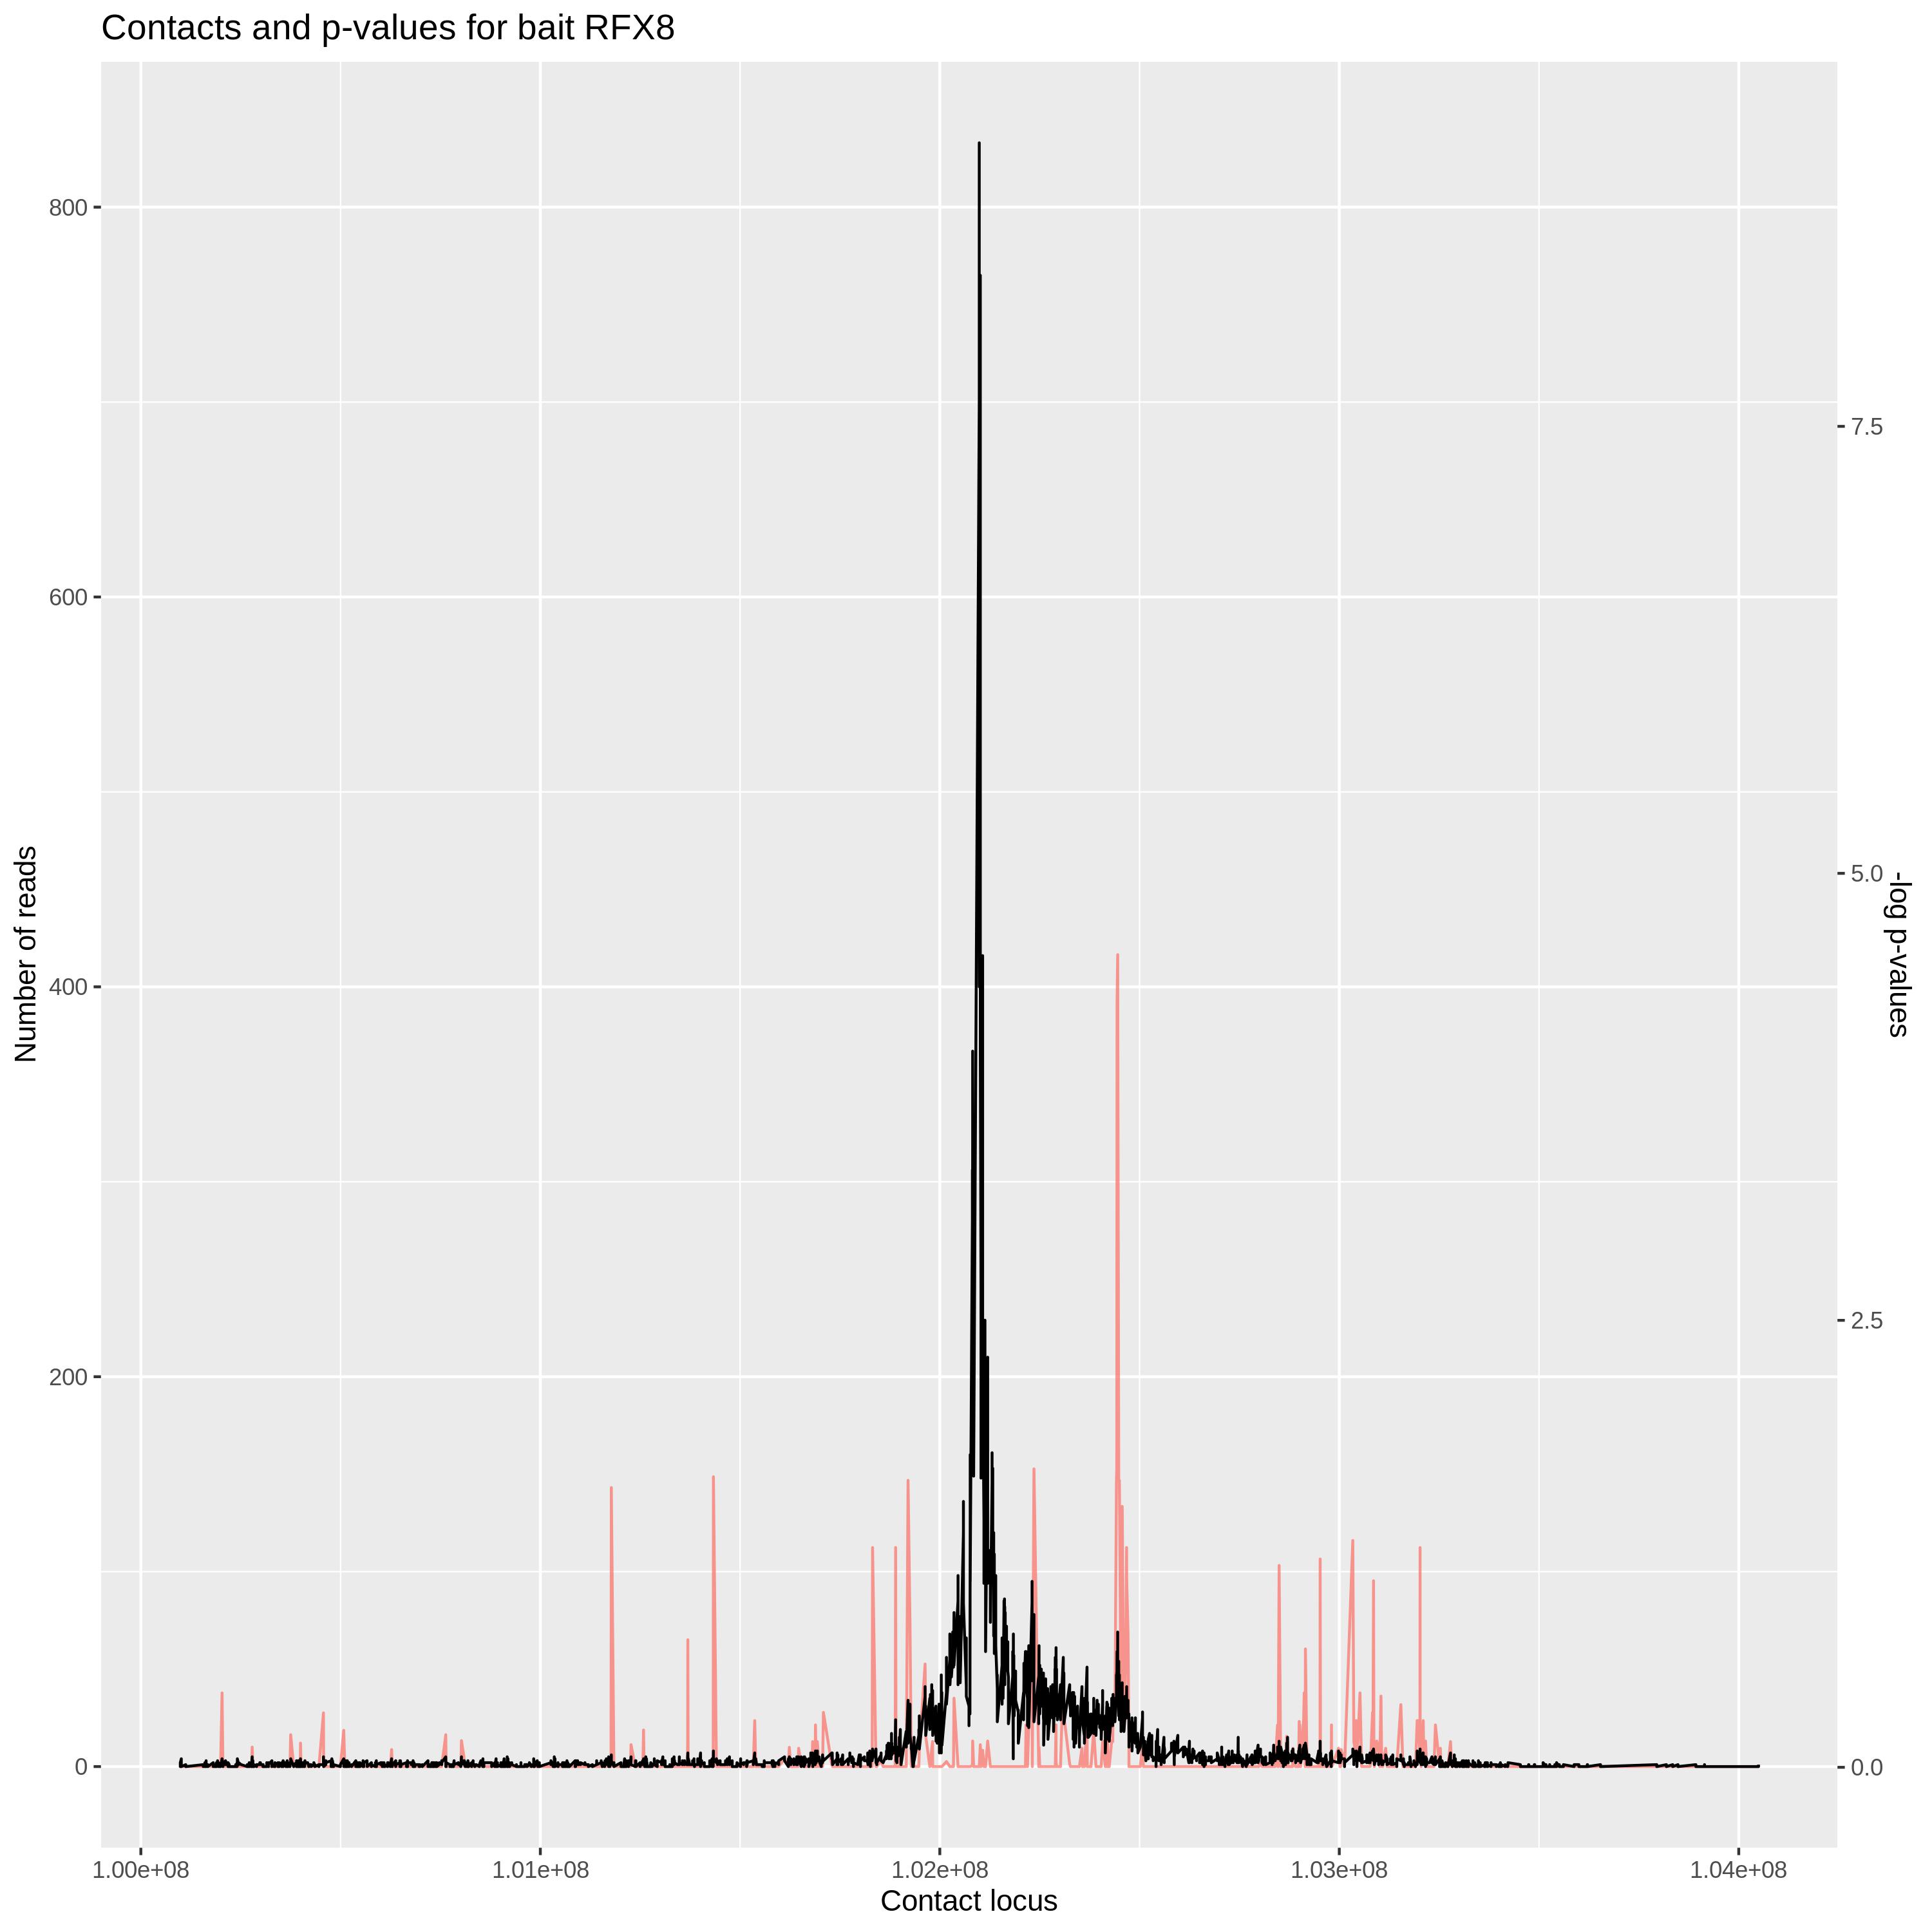 Contacts and p-values for bait RFX8
800
600
400
200
0
Number of reads
7.5
5.0
2.5
0.0
-log p-values
1.00e+08
1.01e+08
1.02e+08
1.03e+08
1.04e+08
Contact locus